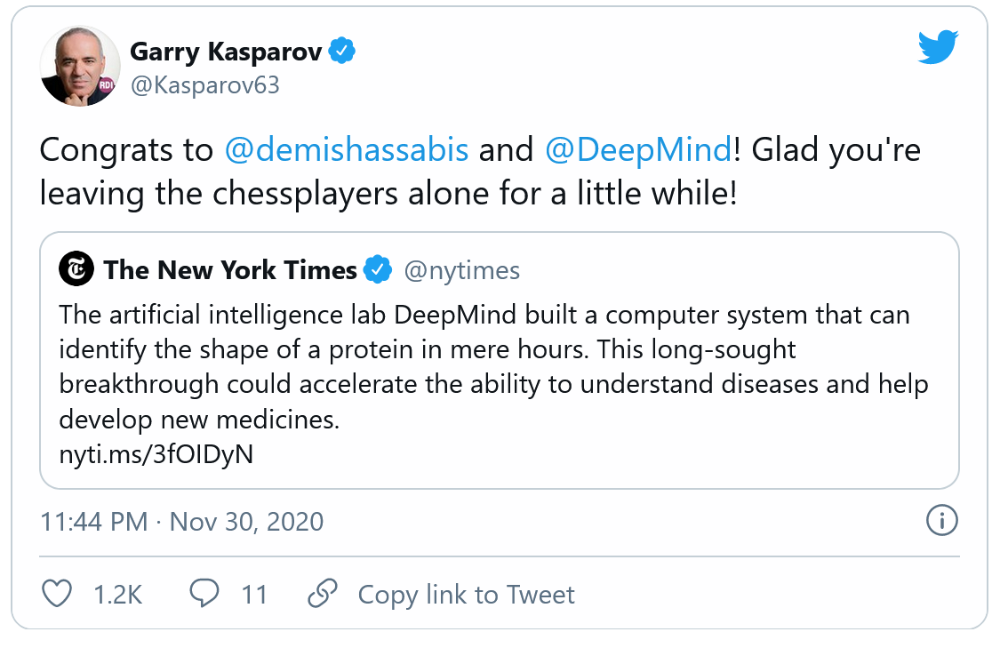 Garry Kasparov
@Kasparov63
RDI
Congrats to @demishassabis and @DeepMind! Glad you're
leaving the chessplayers alone for a little while!
The New York Times @nytimes
The artificial intelligence lab DeepMind built a computer system that can
identify the shape of a protein in mere hours. This long-sought
breakthrough could accelerate the ability to understand diseases and help
develop new medicines.
nyti.ms/3fOIDyN
11:44 PM · Nov 30, 2020
1.2K 11 Copy link to Tweet